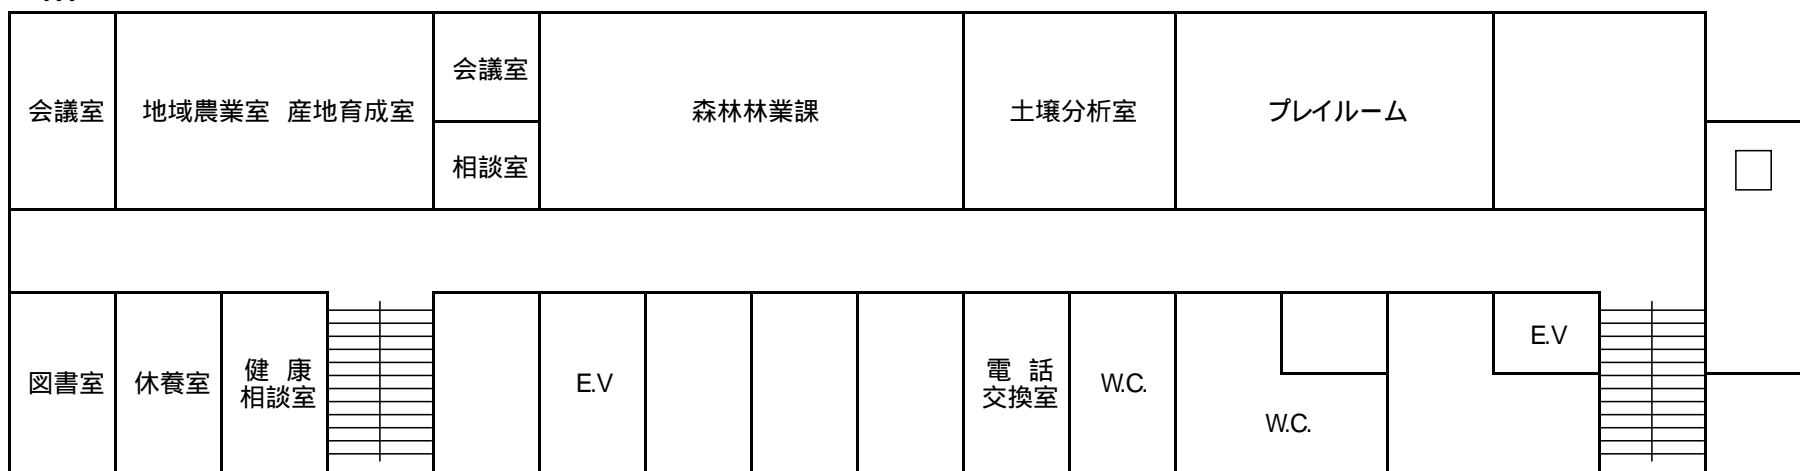 会議室
地域農業室 産地育成室
会議室
相談室
森林林業課
土壌分析室
プレイルーム
図書室
休養室
健康
相談室
E.V
電話
交換室
W.C.
W.C.
E.V